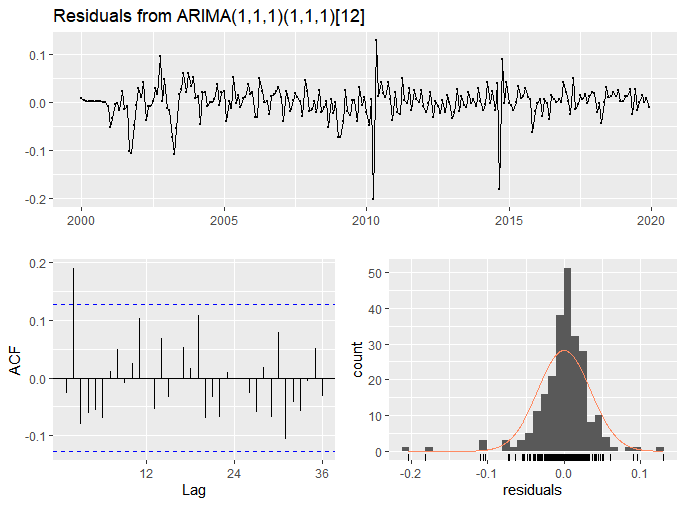 Residuals from ARIMA(1,1,1)(1,1,1)[12]
0.1
0.0
-0.1
-0.2
2000 2005 2010 2015 2020
0.2
0.1
0.0
-0.1
ACF
12 24 36
Lag
50
40
30
20
10
0
count
-0.2 -0.1 0.0 0.1
residuals